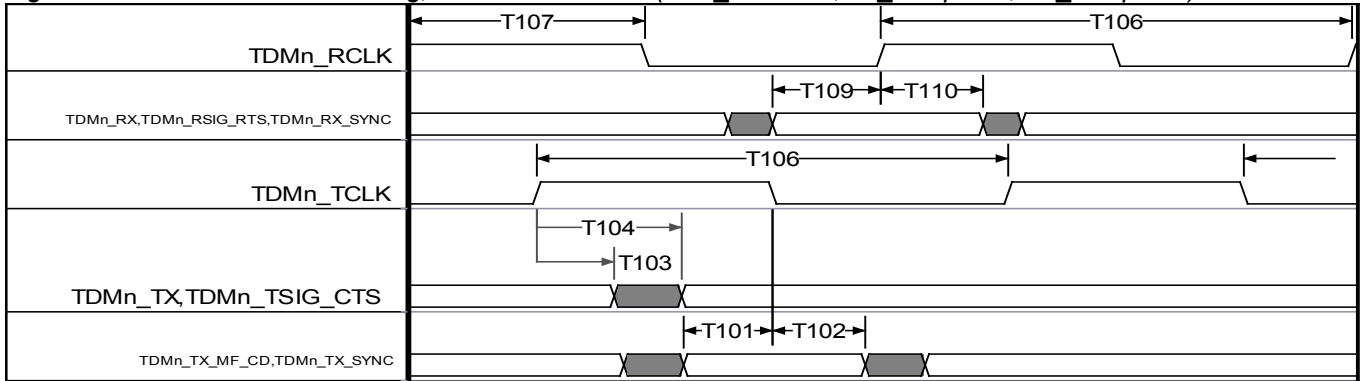 T107 T106
TDMn_RCLK
T109 T110
TDMn_RX,TDMn_RSIG_RTS,TDMn_RX_SYNC
T106
TDMn_TCLK
T104
T103
TDMn_TX,TDMn_TSIG_CTS
T101 T102
TDMn_TX_MF_CD,TDMn_TX_SYNC